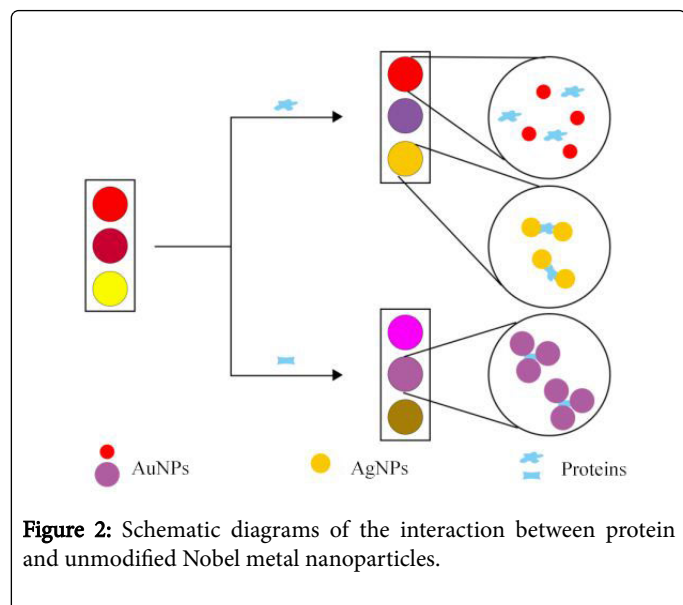 AuNPs
AgNPs
Proteins
Figure 2: Schematic diagrams of the interaction between protein
and unmodified Nobel metal nanoparticles.